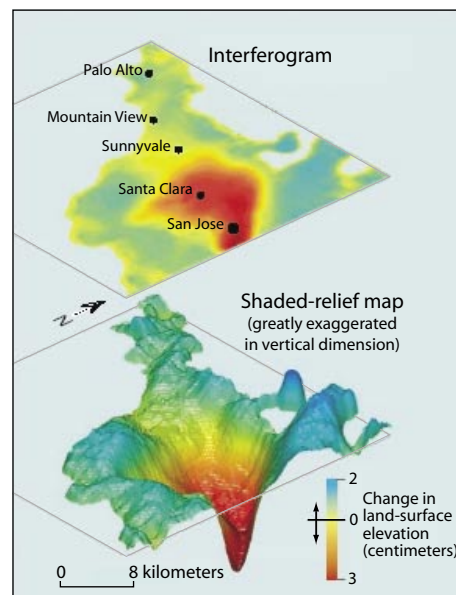 Interferogram
Palo Alto
Mountain View
Sunnyvale
Santa Clara
San Jose
N
Shaded-relief map
(greatly exaggerated
in vertical dimension)
2
Change in
0 land-surface
elevation
(centimeters)
3
0 8 kilometers